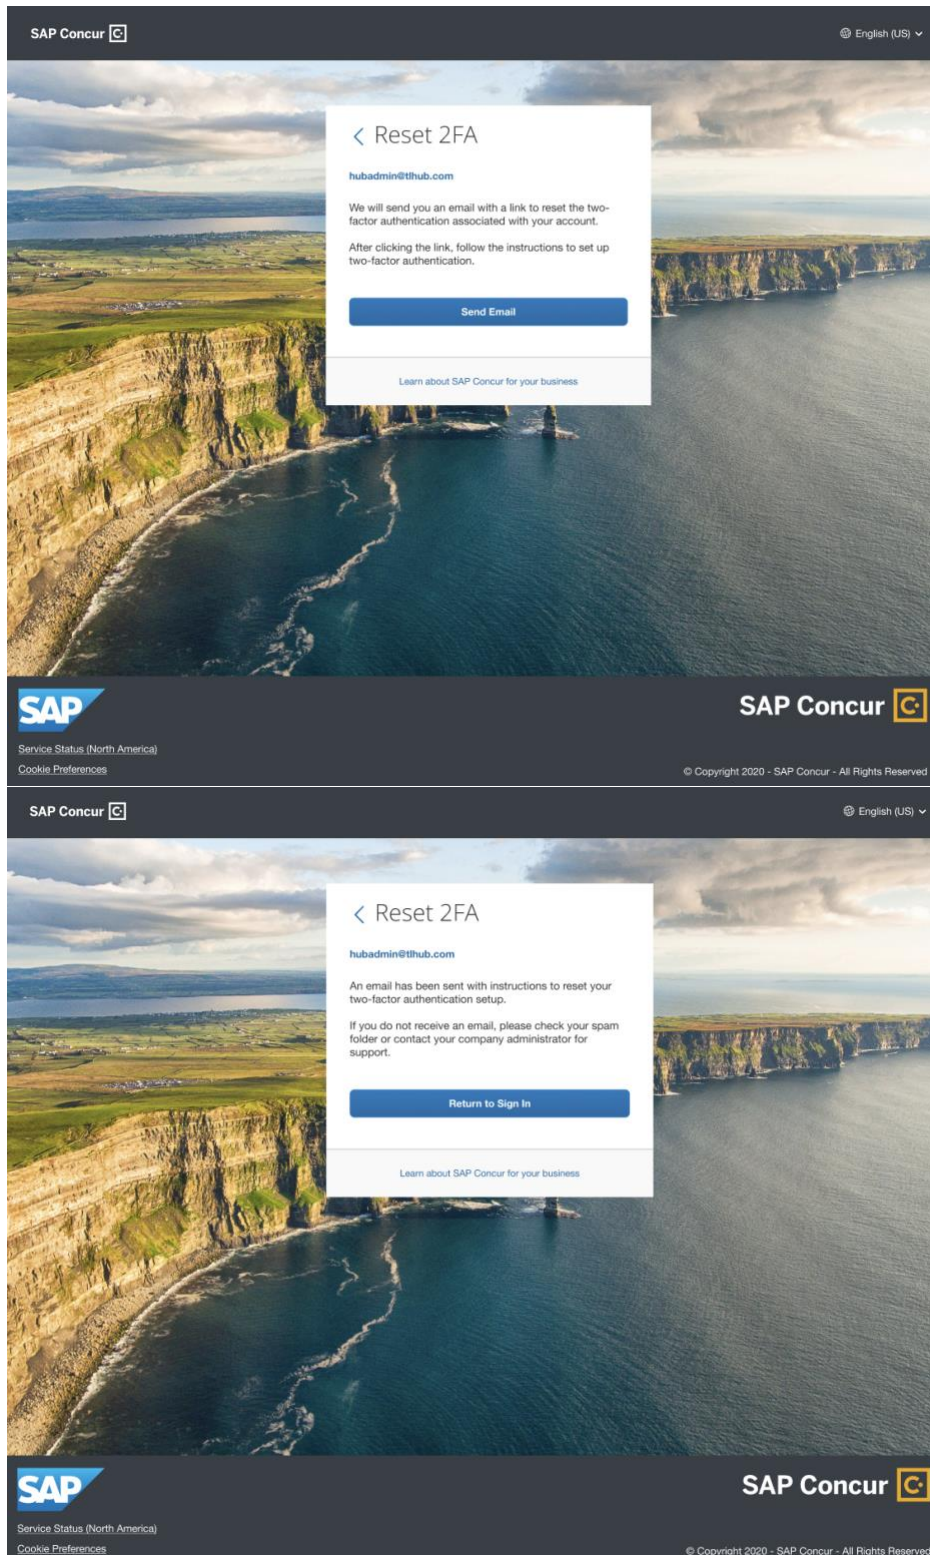 SAP Concur C
English (US)
Reset 2FA
hubadmin@tlhub.com
We will send you an email with a link to reset the two-
factor authentication associated with your account.
After clicking the link, follow the instructions to set up
two-factor authentication.
Send Email
Learn about SAP Concur for your business
SAP
SAP Concur C
Service Status (North America)
Cookie Preferences
© Copyright 2020 - SAP Concur - All Rights Reserved
SAP Concur C
English (US)
Reset 2FA
hubadmin@tlhub.com
An email has been sent with instructions to reset your
two-factor authentication setup.
If you do not receive an email, please check your spam
folder or contact your company administrator for
support.
Return to Sign In
Learn about SAP Concur for your business
SAP
SAP Concur C
Service Status (North America)
Cookie Preferences
© Copyright 2020 - SAP Concur - All Rights Reserved